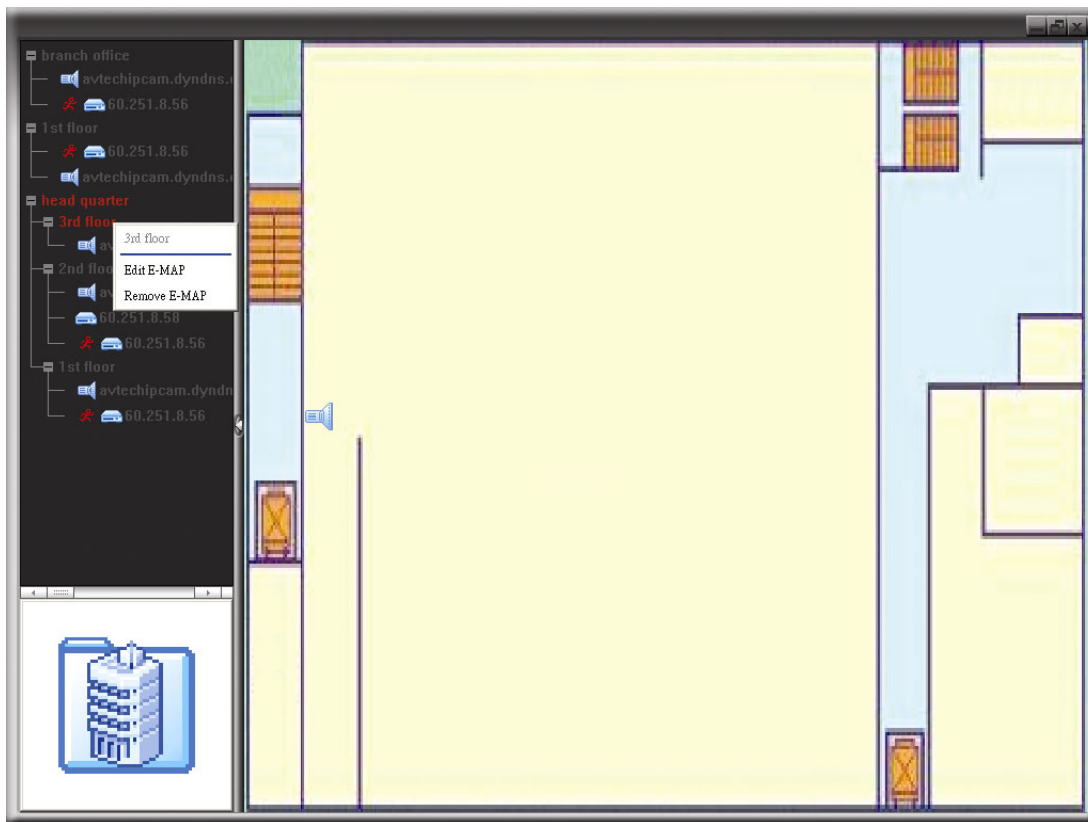 branch office
avtechipcam.dyndns.
60.251.8.56
1st floor
60.251.8.56
avtechipcam.dyndns.
head quarter
3rd floor
3rd floor
Edit E-MAP
Remove E-MAP
2nd floo
60.251.8.58
60.251.8.56
1st floor
avtechipcam.dyndn
60.251.8.56